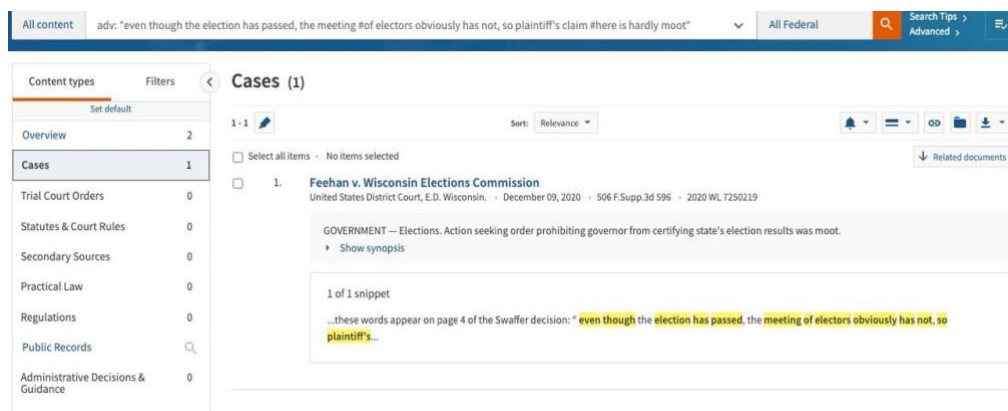 All content adv: "even though the election has passed, the meeting #of electors obviously has not, so plaintiff's claim #here is hardly moot" All Federal Search Tips
Advanced
Content types Filters
Set default
Overview 2
Cases 1
Trial Court Orders 0
Statutes & Court Rules 0
Secondary Sources 0
Practical Law 0
Regulations 0
Public Records
Administrative Decisions & Guidance 0
Cases (1)
1-1 Sort: Relevance
Select all items · No items selected Related documents
1. Feehan v. Wisconsin Elections Commission
United States District Court, E.D. Wisconsin. · December 09, 2020 · 506 F.Supp.3d 596 · 2020 WL 7250219
GOVERNMENT — Elections. Action seeking order prohibiting governor from certifying state's election results was moot.
Show synopsis
1 of 1 snippet
...these words appear on page 4 of the Swaffer decision: " even though the election has passed, the meeting of electors obviously has not, so
plaintiff's...